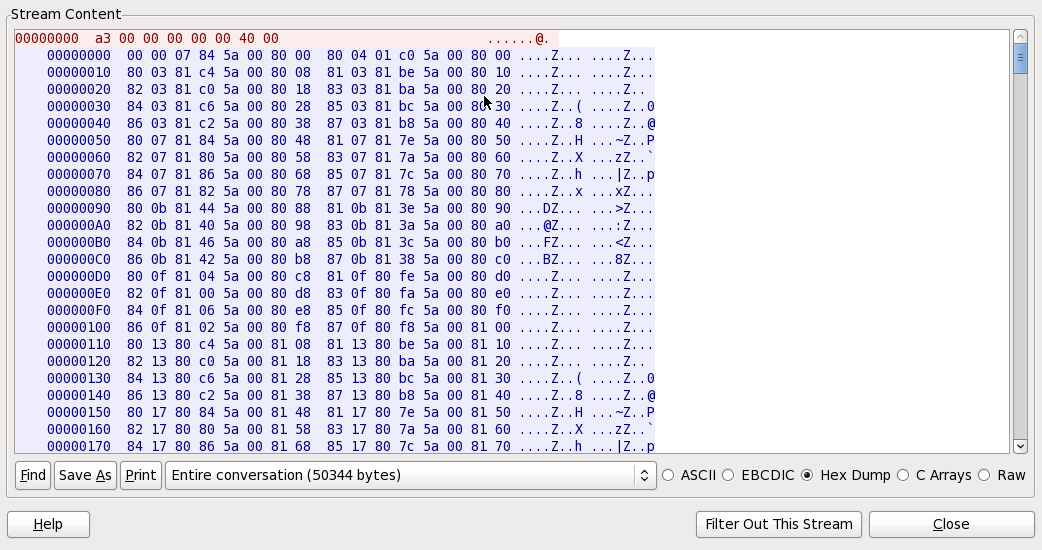 Stream Content
00000000  a3 00 00 00 00 00 40 00                            ......@.
    00000000  00 00 07 84 5a 00 80 00  80 04 01 c0 5a 00 80 00 ....Z... ....Z...
    00000010  80 03 81 c4 5a 00 80 08  81 03 81 be 5a 00 80 10 ....Z... ....Z...
    00000020  82 03 81 c0 5a 00 80 18  83 03 81 ba 5a 00 80 20 ....Z... ....Z.. 
    00000030  84 03 81 c6 5a 00 80 28  85 03 81 bc 5a 00 80 30 ....Z..( ....Z..0
    00000040  86 03 81 c2 5a 00 80 38  87 03 81 b8 5a 00 80 40 ....Z..8 ....Z..@
    00000050  80 07 81 84 5a 00 80 48  81 07 81 7e 5a 00 80 50 ....Z..H ...~Z..P
    00000060  82 07 81 80 5a 00 80 58  83 07 81 7a 5a 00 80 60 ....Z..X ...zZ..`
    00000070  84 07 81 86 5a 00 80 68  85 07 81 7c 5a 00 80 70 ....Z..h ...|Z..p
    00000080  86 07 81 82 5a 00 80 78  87 07 81 78 5a 00 80 80 ....Z..x ...xZ...
    00000090  80 0b 81 44 5a 00 80 88  81 0b 81 3e 5a 00 80 90 ...DZ... ...>Z...
    000000A0  82 0b 81 40 5a 00 80 98  83 0b 81 3a 5a 00 80 a0 ...@Z... ...:Z...
    000000B0  84 0b 81 46 5a 00 80 a8  85 0b 81 3c 5a 00 80 b0 ...FZ... ...<Z...
    000000C0  86 0b 81 42 5a 00 80 b8  87 0b 81 38 5a 00 80 c0 ...BZ... ...8Z...
    000000D0  80 0f 81 04 5a 00 80 c8  81 0f 80 fe 5a 00 80 d0 ....Z... ....Z...
    000000E0  82 0f 81 00 5a 00 80 d8  83 0f 80 fa 5a 00 80 e0 ....Z... ....Z...
    000000F0  84 0f 81 06 5a 00 80 e8  85 0f 80 fc 5a 00 80 f0 ....Z... ....Z...
    00000100  86 0f 81 02 5a 00 80 f8  87 0f 80 f8 5a 00 81 00 ....Z... ....Z...
    00000110  80 13 80 c4 5a 00 81 08  81 13 80 be 5a 00 81 10 ....Z... ....Z...
    00000120  82 13 80 c0 5a 00 81 18  83 13 80 ba 5a 00 81 20 ....Z... ....Z.. 
    00000130  84 13 80 c6 5a 00 81 28  85 13 80 bc 5a 00 81 30 ....Z..( ....Z..0
    00000140  86 13 80 c2 5a 00 81 38  87 13 80 b8 5a 00 81 40 ....Z..8 ....Z..@
    00000150  80 17 80 84 5a 00 81 48  81 17 80 7e 5a 00 81 50 ....Z..H ...~Z..P
    00000160  82 17 80 80 5a 00 81 58  83 17 80 7a 5a 00 81 60 ....Z..X ...zZ..`
    00000170  84 17 80 86 5a 00 81 68  85 17 80 7c 5a 00 81 70 ....Z..h ...|Z..p
Find Save As Print Entire conversation (50344 bytes) ASCII EBCDIC Hex Dump C Arrays Raw
Help Filter Out This Stream Close